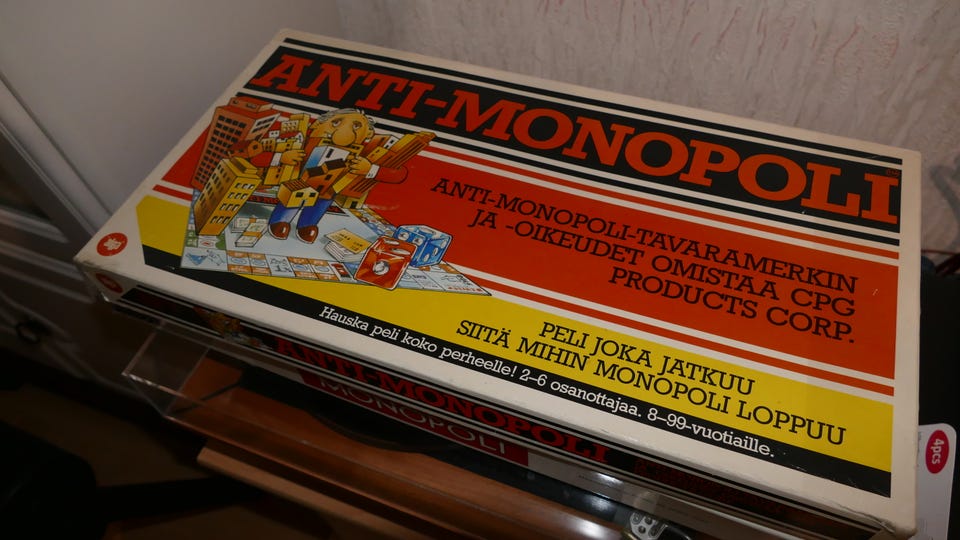 ANTI-MONOPOLI
ANTI-MONOPOLI-TAVARAMERKIN
JA -OIKEUDET OMISTAA CPG
PRODUCTS CORP.
PELI JOKA JATKUU
SIITÄ MIHIN MONOPOLI LOPPUU
Hauska peli koko perheelle! 2–6 osanottajaa. 8–99-vuotiaille.
ANTI-MONOPOLI
MONOPOLI
4pcs